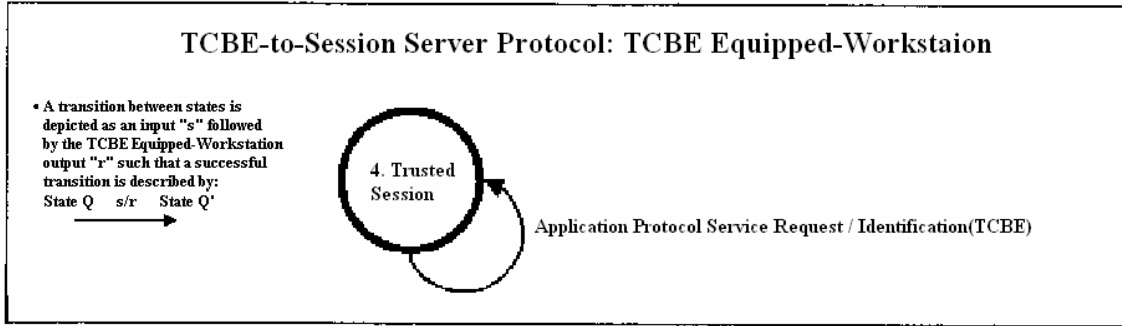 TCBE-to-Session Server Protocol: TCBE Equipped-Workstaion
• A transition between states is
depicted as an input "s" followed
by the TCBE Equipped-Workstation
output "r" such that a successful
transition is described by:
State Q s/r State Q'
4. Trusted
Session
Application Protocol Service Request / Identification(TCBE)